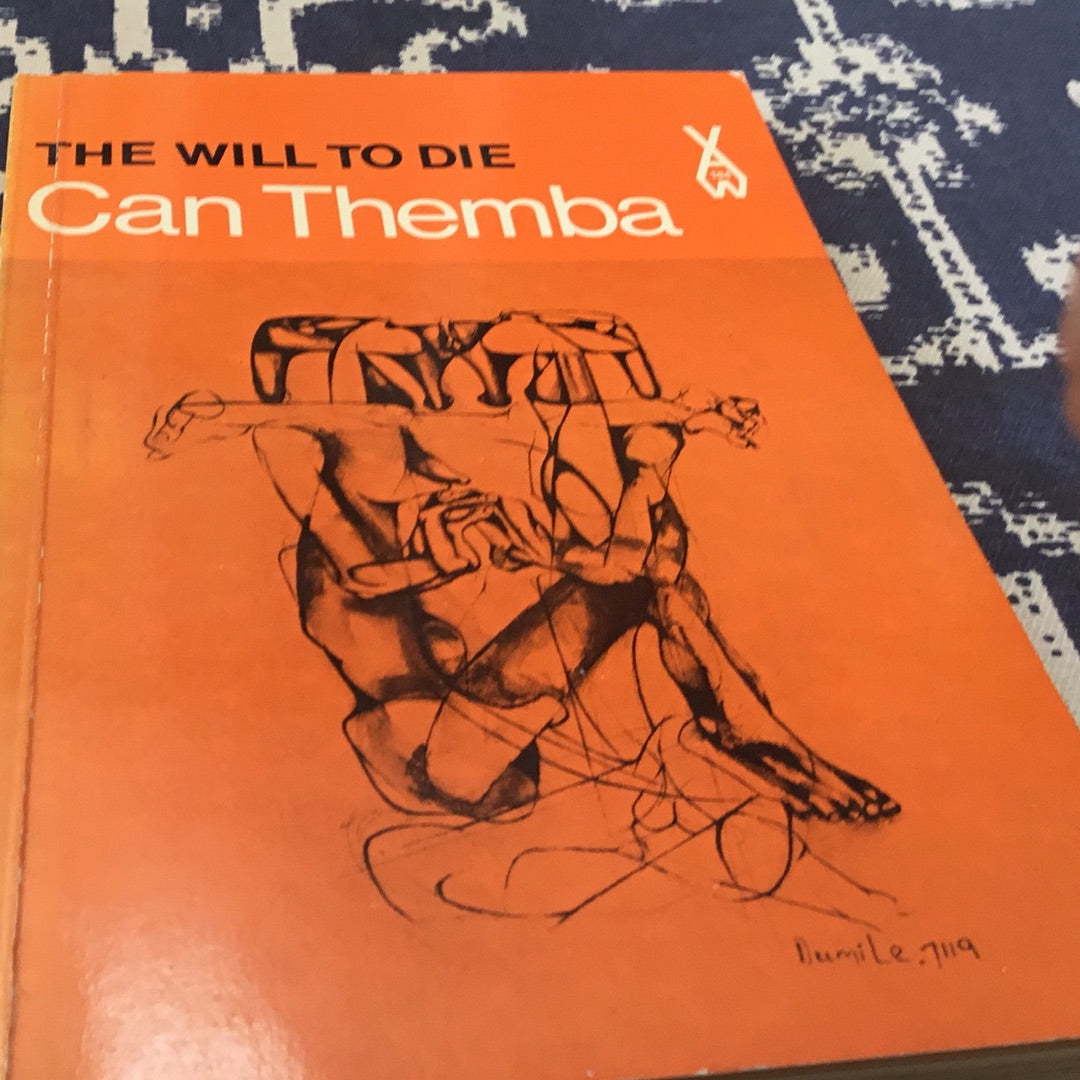 THE WILL TO DIE
Can Themba
DumiLe.7119